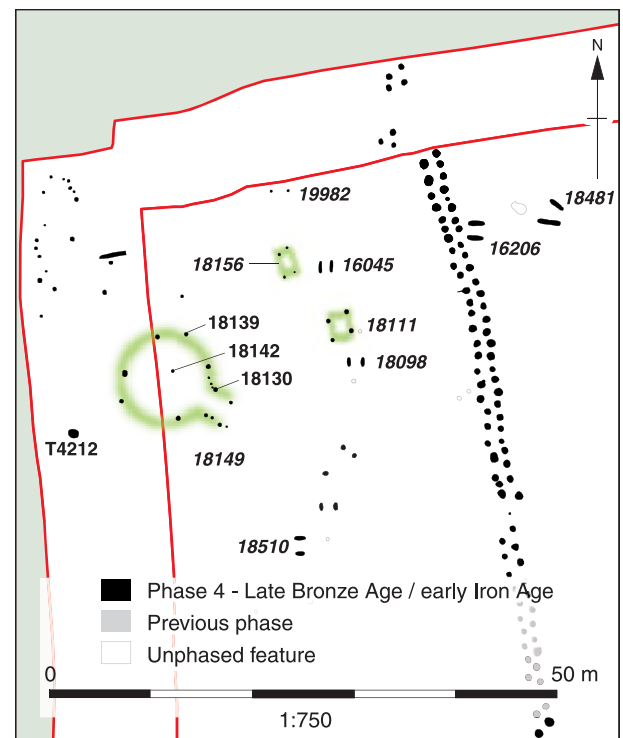 N
18481
19982
16206
18156
16045
18139
18111
18142
18098
18130
T4212
18149
18510
Phase 4 - Late Bronze Age / early Iron Age
Previous phase
Unphased feature
0
50 m
1:750